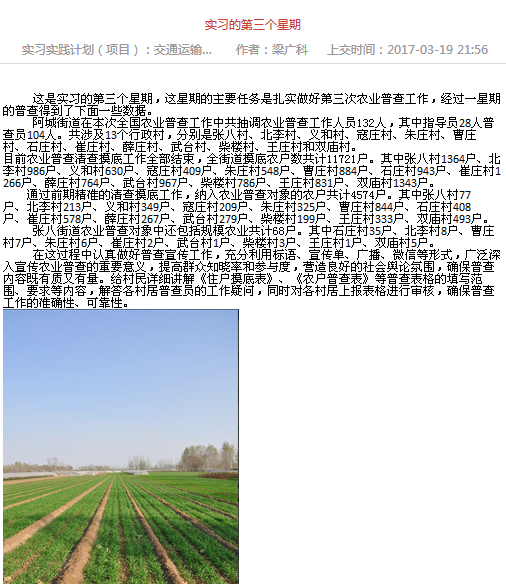 实习的第三个星期
实习实践计划（项目）：交通运输... 作者：梁广科 上交时间：2017-03-19 21:56
这是实习的第三个星期，这星期的主要任务是扎实做好第三次农业普查工作，经过一星期
的普查得到了下面一些数据。
阿城街道在本次全国农业普查工作中共抽调农业普查工作人员132人，其中指导员28人普
查员104人。共涉及13个行政村，分别是张八村、北李村、义和村、寇庄村、朱庄村、曹庄
村、石庄村、崔庄村、薛庄村、武台村、柴楼村、王庄村和双庙村。
目前农业普查清查摸底工作全部结束，全街道摸底农户数共计11721户。其中张八村1364户、北
李村986户、义和村630户、寇庄村409户、朱庄村548户、曹庄村884户、石庄村943户、崔庄村1
266户、薛庄村764户、武台村967户、柴楼村786户、王庄村831户、双庙村1343户。
通过前期精准的清查摸底工作，纳入农业普查对象的农户共计4574户。其中张八村77
户、北李村213户、义和村349户、寇庄村209户、朱庄村325户、曹庄村844户、石庄村408
户、崔庄村578户、薛庄村267户、武台村279户、柴楼村199户、王庄村333户、双庙村493户。
张八街道农业普查对象中还包括规模农业共计68户。其中石庄村35户、北李村8户、曹庄
村7户、朱庄村6户、崔庄村2户、武台村1户、柴楼村3户、王庄村1户、双庙村5户。
在这过程中认真做好普查宣传工作，充分利用标语、宣传单、广播、微信等形式，广泛深
入宣传农业普查的重要意义，提高群众知晓率和参与度，营造良好的社会舆论氛围，确保普查
内容既有质又有量。给村民详细讲解《住户摸底表》、《农户普查表》等普查表格的填写范
围、要求等内容，解答各村居普查员的工作疑问，同时对各村居上报表格进行审核，确保普查
工作的准确性、可靠性。